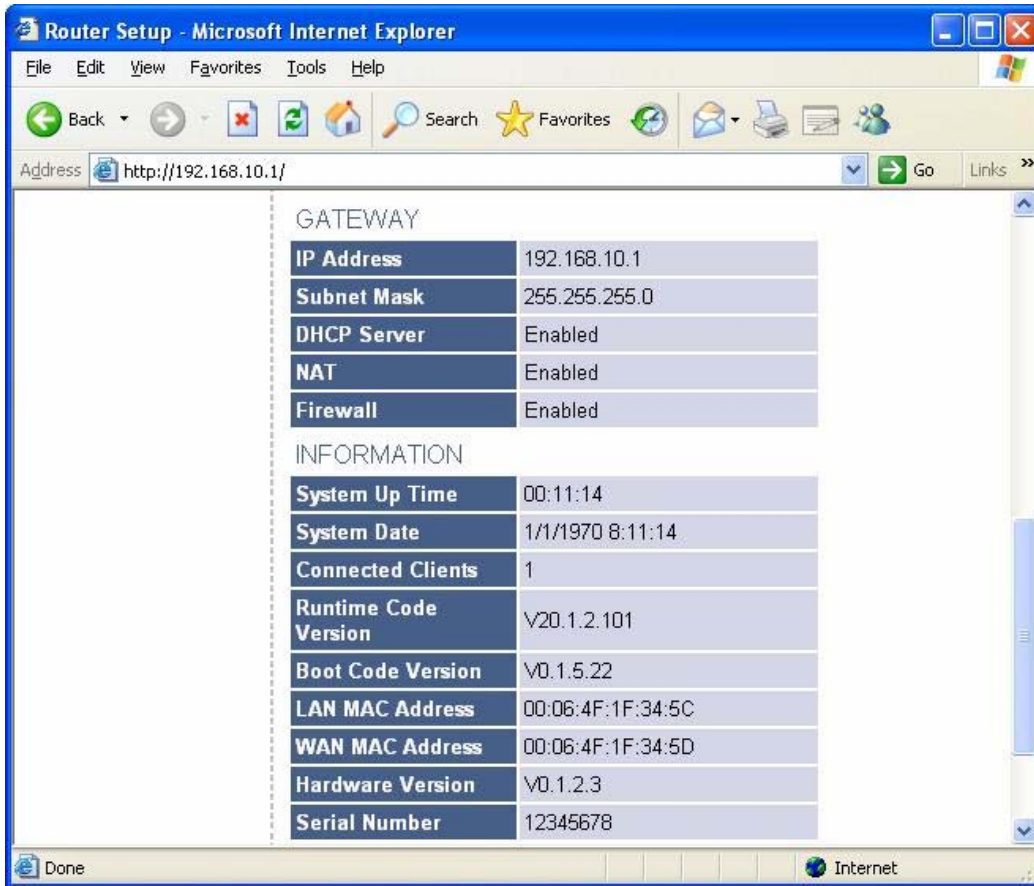 Router Setup - Microsoft Internet Explorer
File Edit View Favorites Tools Help
Back Search Favorites
Address http://192.168.10.1/ Go Links »
GATEWAY
IP Address 192.168.10.1
Subnet Mask 255.255.255.0
DHCP Server Enabled
NAT Enabled
Firewall Enabled
INFORMATION
System Up Time 00:11:14
System Date 1/1/1970 8:11:14
Connected Clients 1
Runtime Code
Version V20.1.2.101
Boot Code Version V0.1.5.22
LAN MAC Address 00:06:4F:1F:34:5C
WAN MAC Address 00:06:4F:1F:34:5D
Hardware Version V0.1.2.3
Serial Number 12345678
Done Internet